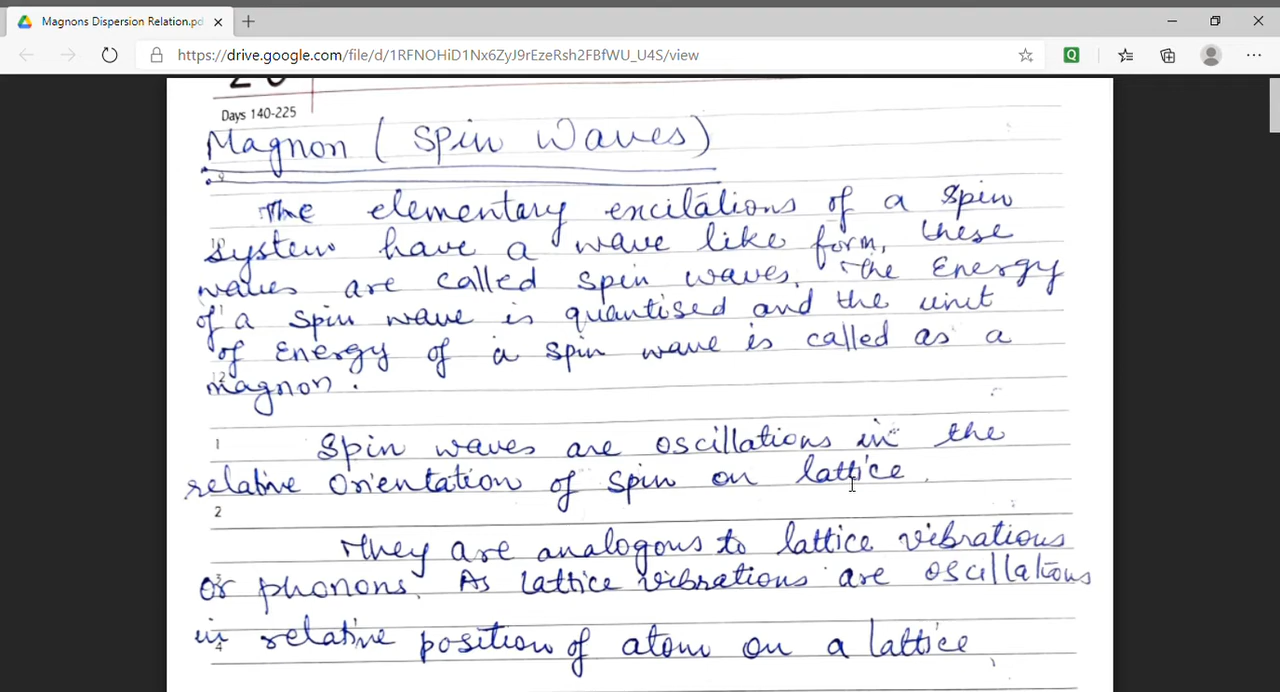 Magnons Dispersion Relation.pd
https://drive.google.com/file/d/1RFNOHiD1Nx6ZyJ9rEzeRsh2FBfWU_U4S/view
Days 140-225
Magnon (Spin Waves)
The elementary excitations of a spin
system have a wave like form, these
waves are called spin waves. The Energy
of a spin wave is quantised and the unit
of Energy of a spin wave is called as a
magnon.
1
Spin waves are oscillations in the
relative orientation of spin on lattice.
2
They are analogous to lattice vibrations
or phonons. As lattice vibrations are oscillations
in relative position of atom on a lattice
4